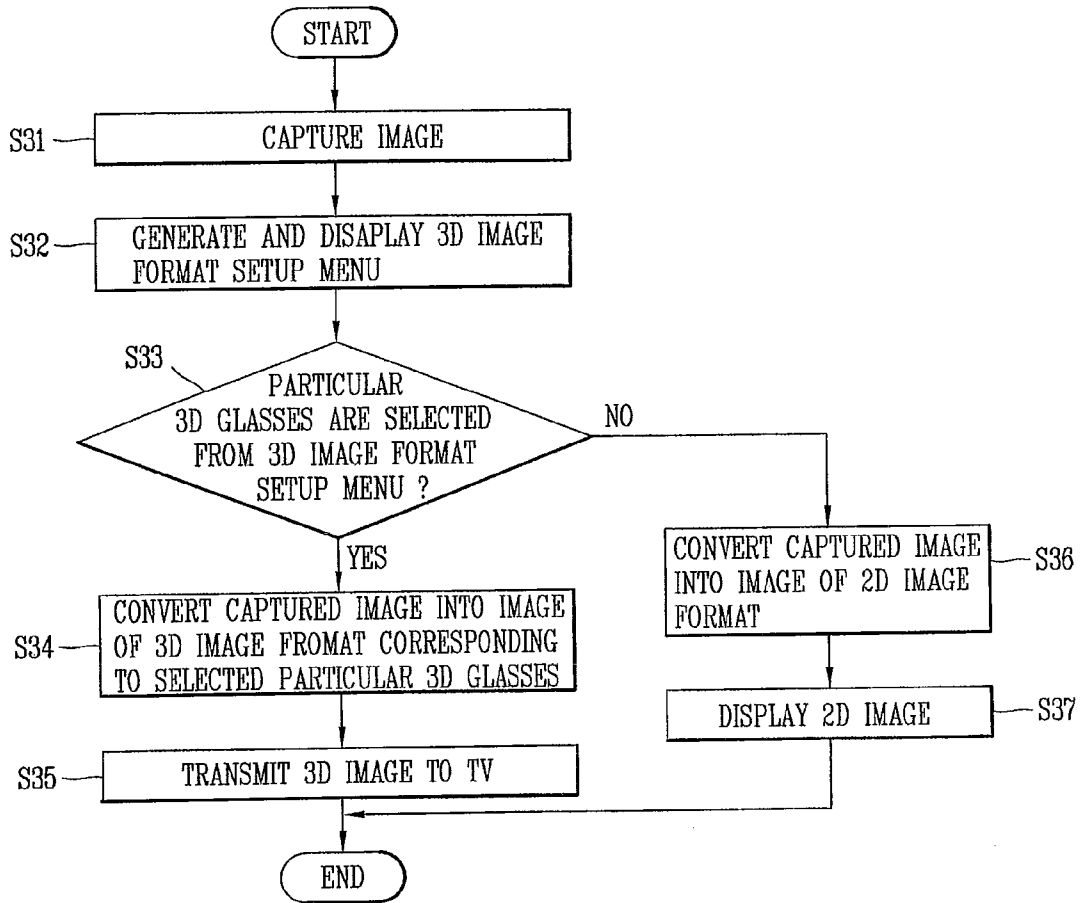 START
S31
CAPTURE IMAGE
S32
GENERATE AND DISAPLAY 3D IMAGE
FORMAT SETUP MENU
S33
PARTICULAR
3D GLASSES ARE SELECTED
FROM 3D IMAGE FORMAT
SETUP MENU ?
NO
YES
S34
CONVERT CAPTURED IMAGE INTO IMAGE
OF 3D IMAGE FROMAT CORRESPONDING
TO SELECTED PARTICULAR 3D GLASSES
S35
TRANSMIT 3D IMAGE TO TV
CONVERT CAPTURED IMAGE
INTO IMAGE OF 2D IMAGE
FORMAT
S36
DISPLAY 2D IMAGE
S37
END